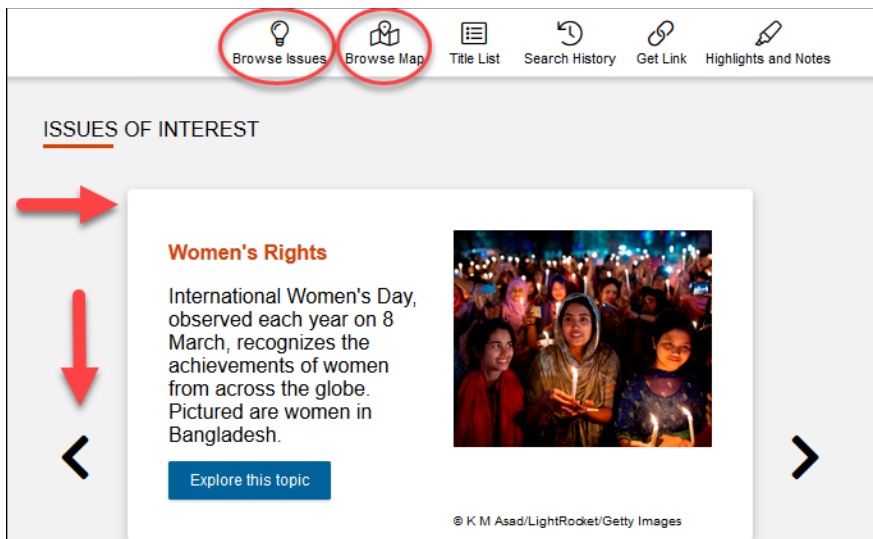 Browse Issues Browse Map Title List Search History Get Link Highlights and Notes
ISSUES OF INTEREST
Women's Rights
International Women's Day,
observed each year on 8
March, recognizes the
achievements of women
from across the globe.
Pictured are women in
Bangladesh.
Explore this topic
© K M Asad/LightRocket/Getty Images